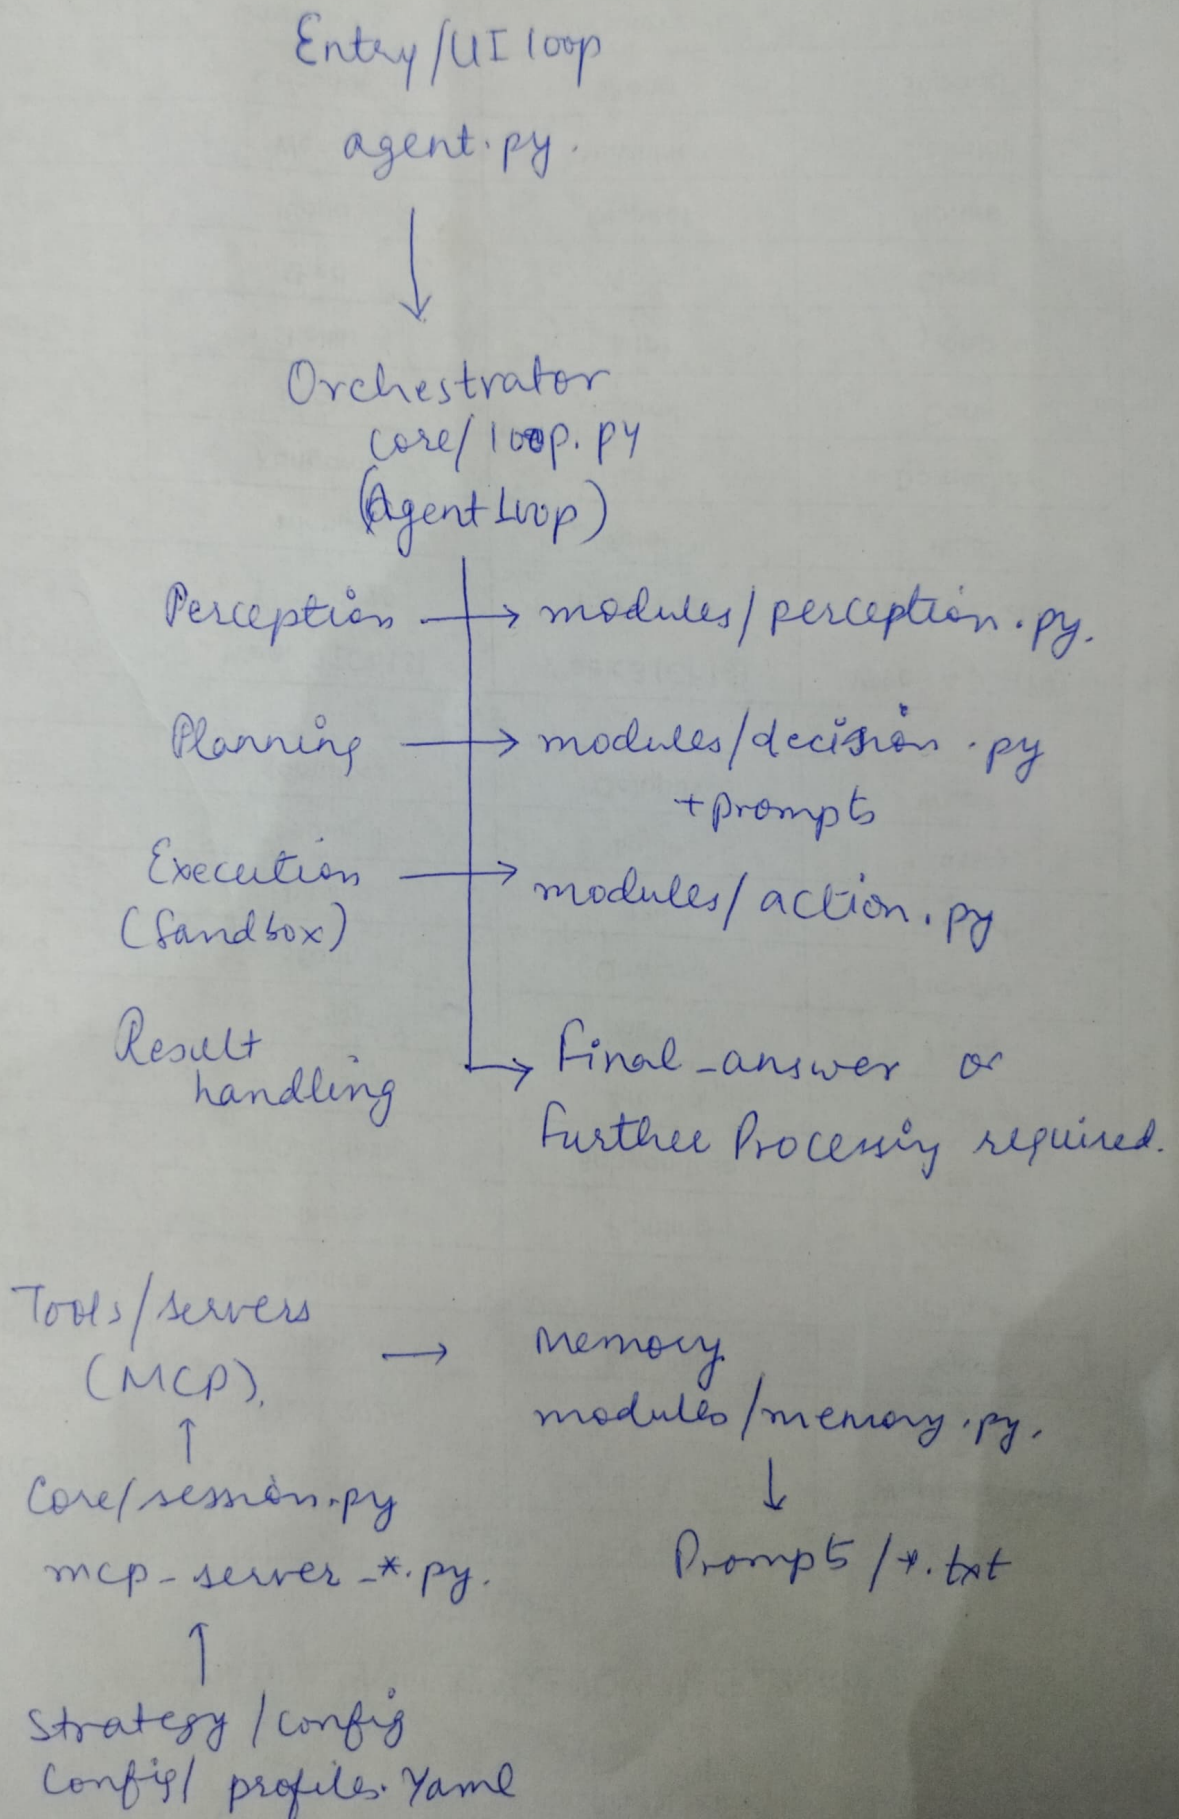 Entry/UI loop
agent.py.
Orchestrator
core/loop.py
(Agent Loop)
Perception → modules/perception.py.
Planning → modules/decision.py
+ prompts
Execution → modules/action.py
(Sandbox)
Result → Final_answer or
handling Further Processing required.
Tools/servers → Memory
(MCP). modules/memory.py.
Core/session.py
mcp_server_*.py.
Prompts/*.txt
Strategy/config
Config/profiles.Yaml